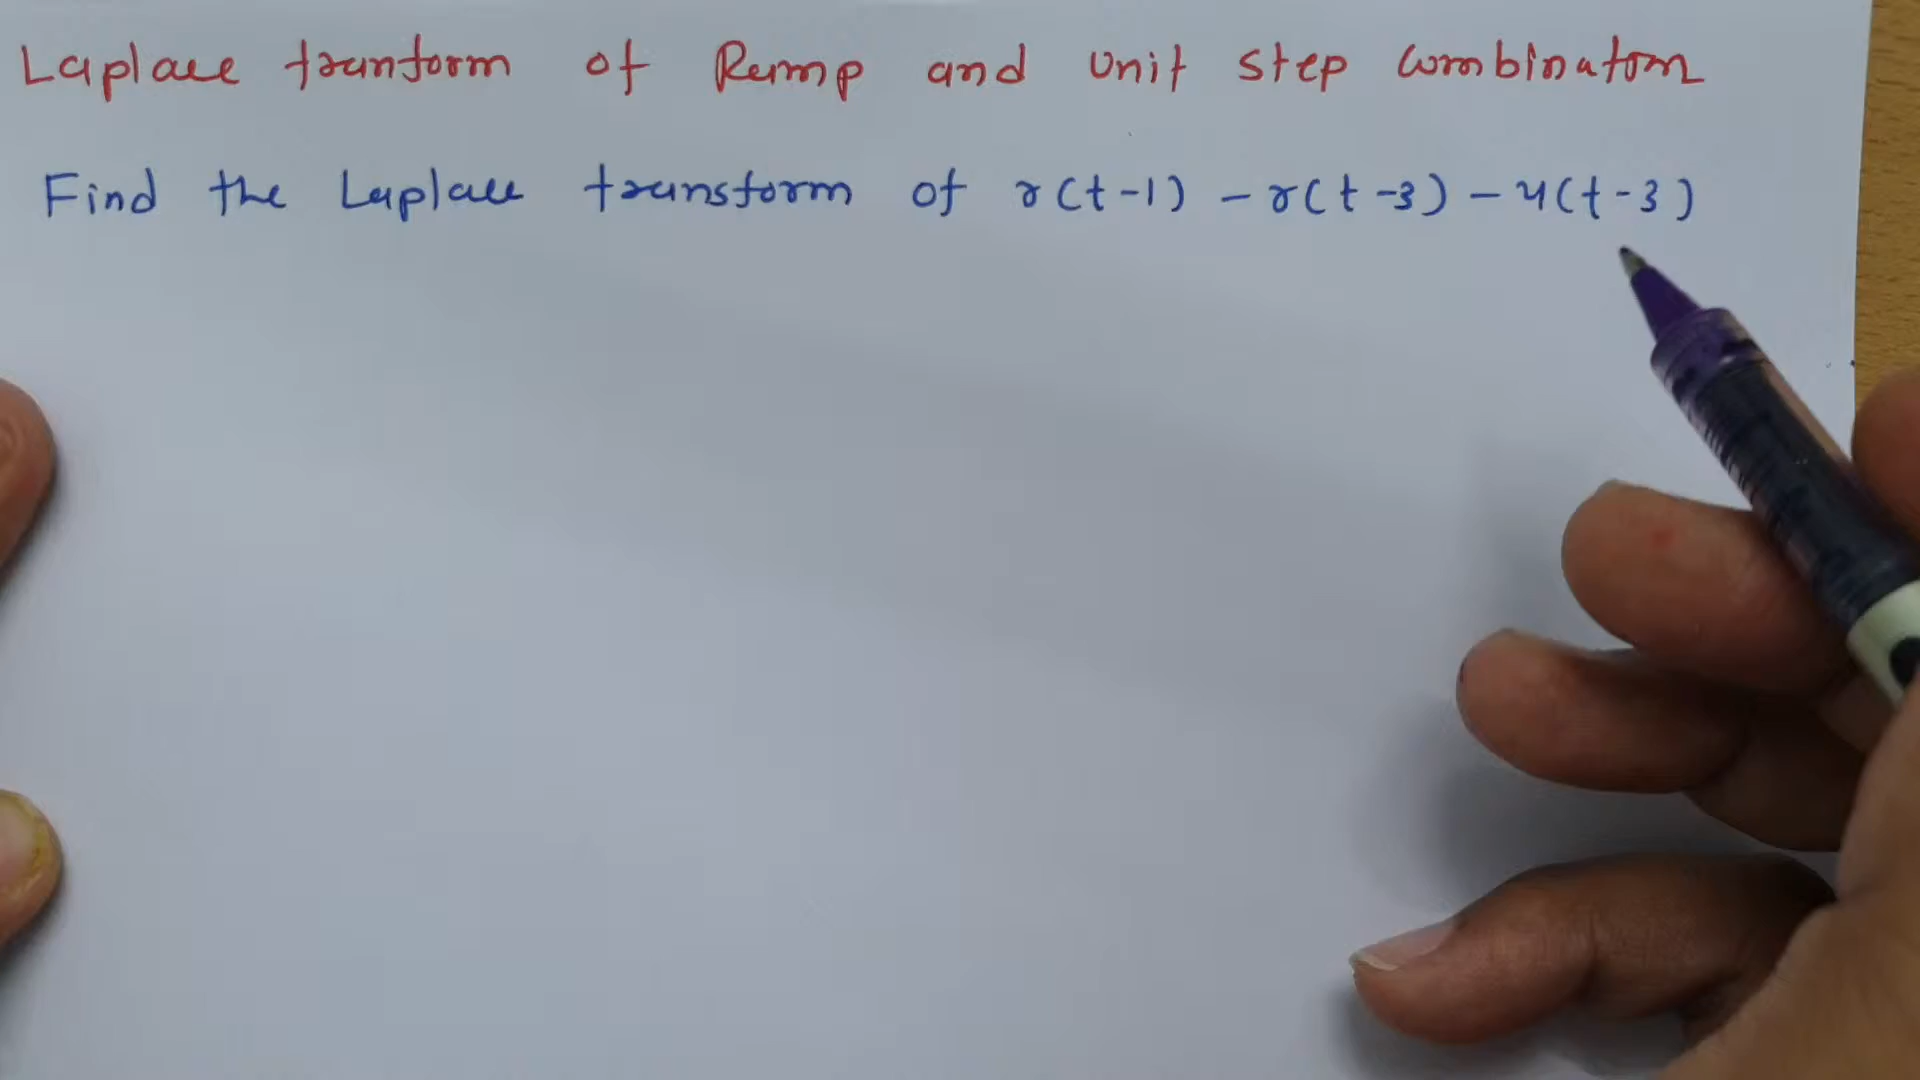 Laplace tranform of Ramp and Unit step combination
Find the Laplace transform of r(t-1) - r(t-3) - u(t-3)